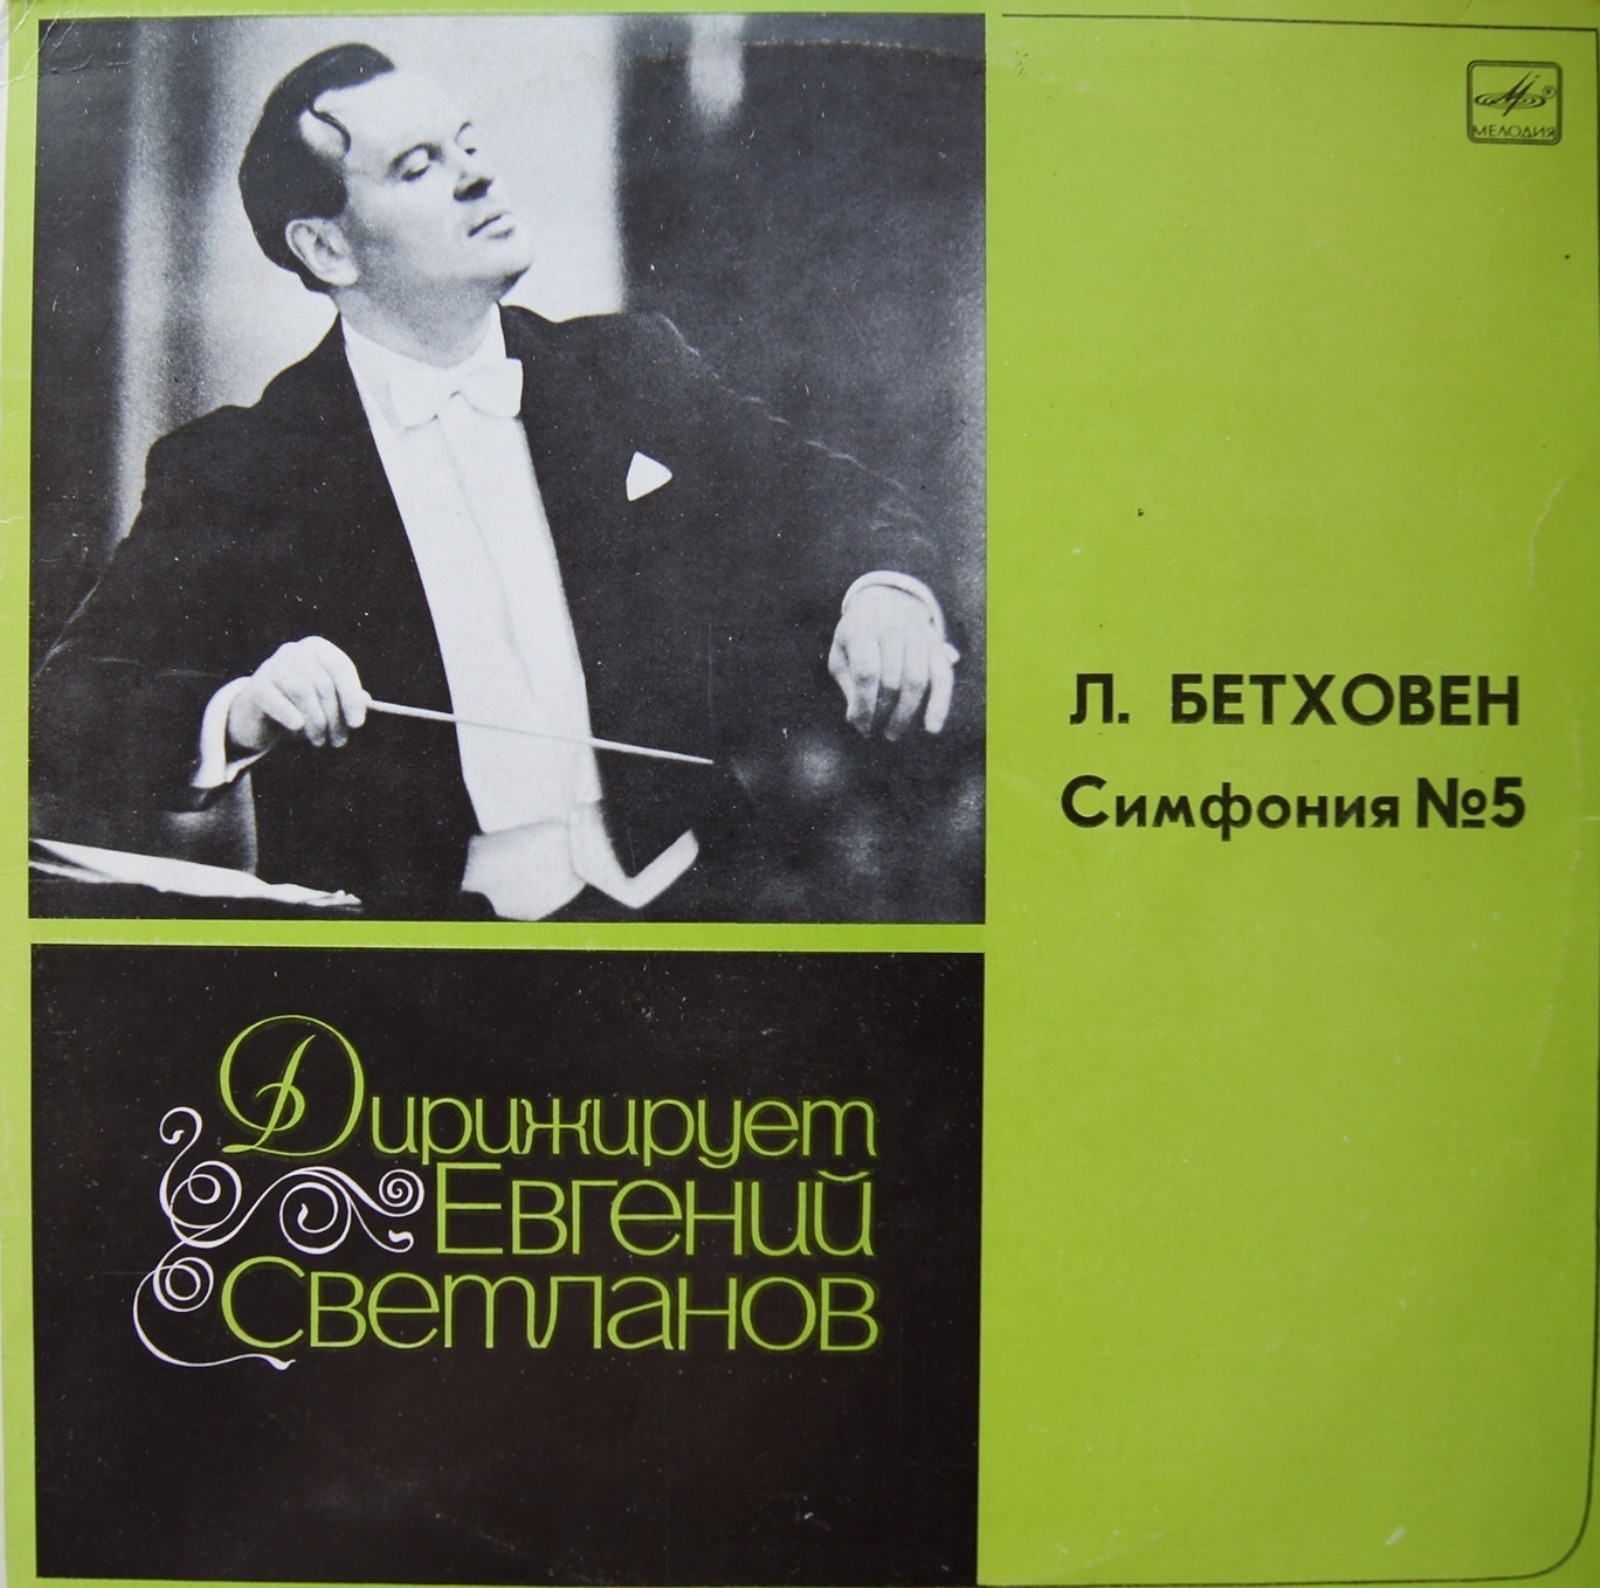 МЕЛОДИЯ
Л. БЕТХОВЕН
Симфония №5
Дирижирует
Евгений
Светланов